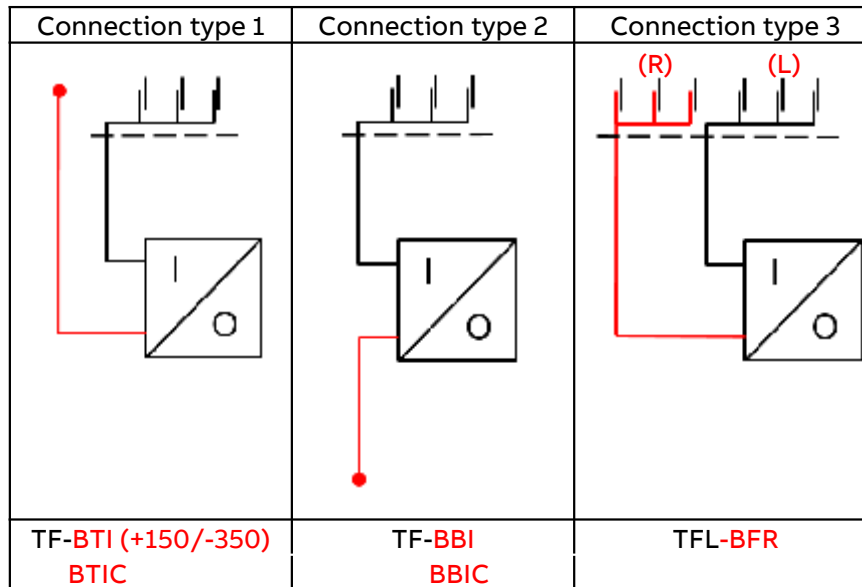 Connection type 1
Connection type 2
Connection type 3
(R)
(L)
I
O
I
O
I
O
TF-BTI (+150/-350)
BTIC
TF-BBI
BBIC
TFL-BFR